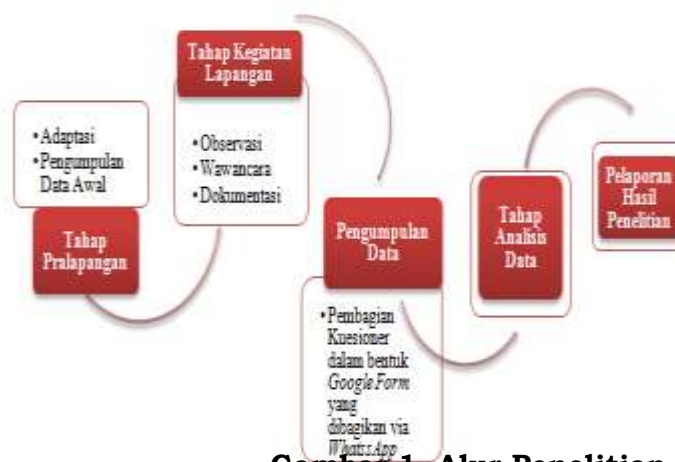 Tahap Kegiatan
Lapangan
• Adaptasi
• Pengumpulan
Data Awal
• Observasi
• Wawancara
• Dokumentasi
Tahap
Pralapangan
Pengumpulan
Data
• Pembagian
Kuesioner
dalam bentuk
Google Form
yang
dibagikan via
WhatssApp
Tahap
Analisis
Data
Pelaporan
Hasil
Penelitian
Gambar 1. Alur Penelitian